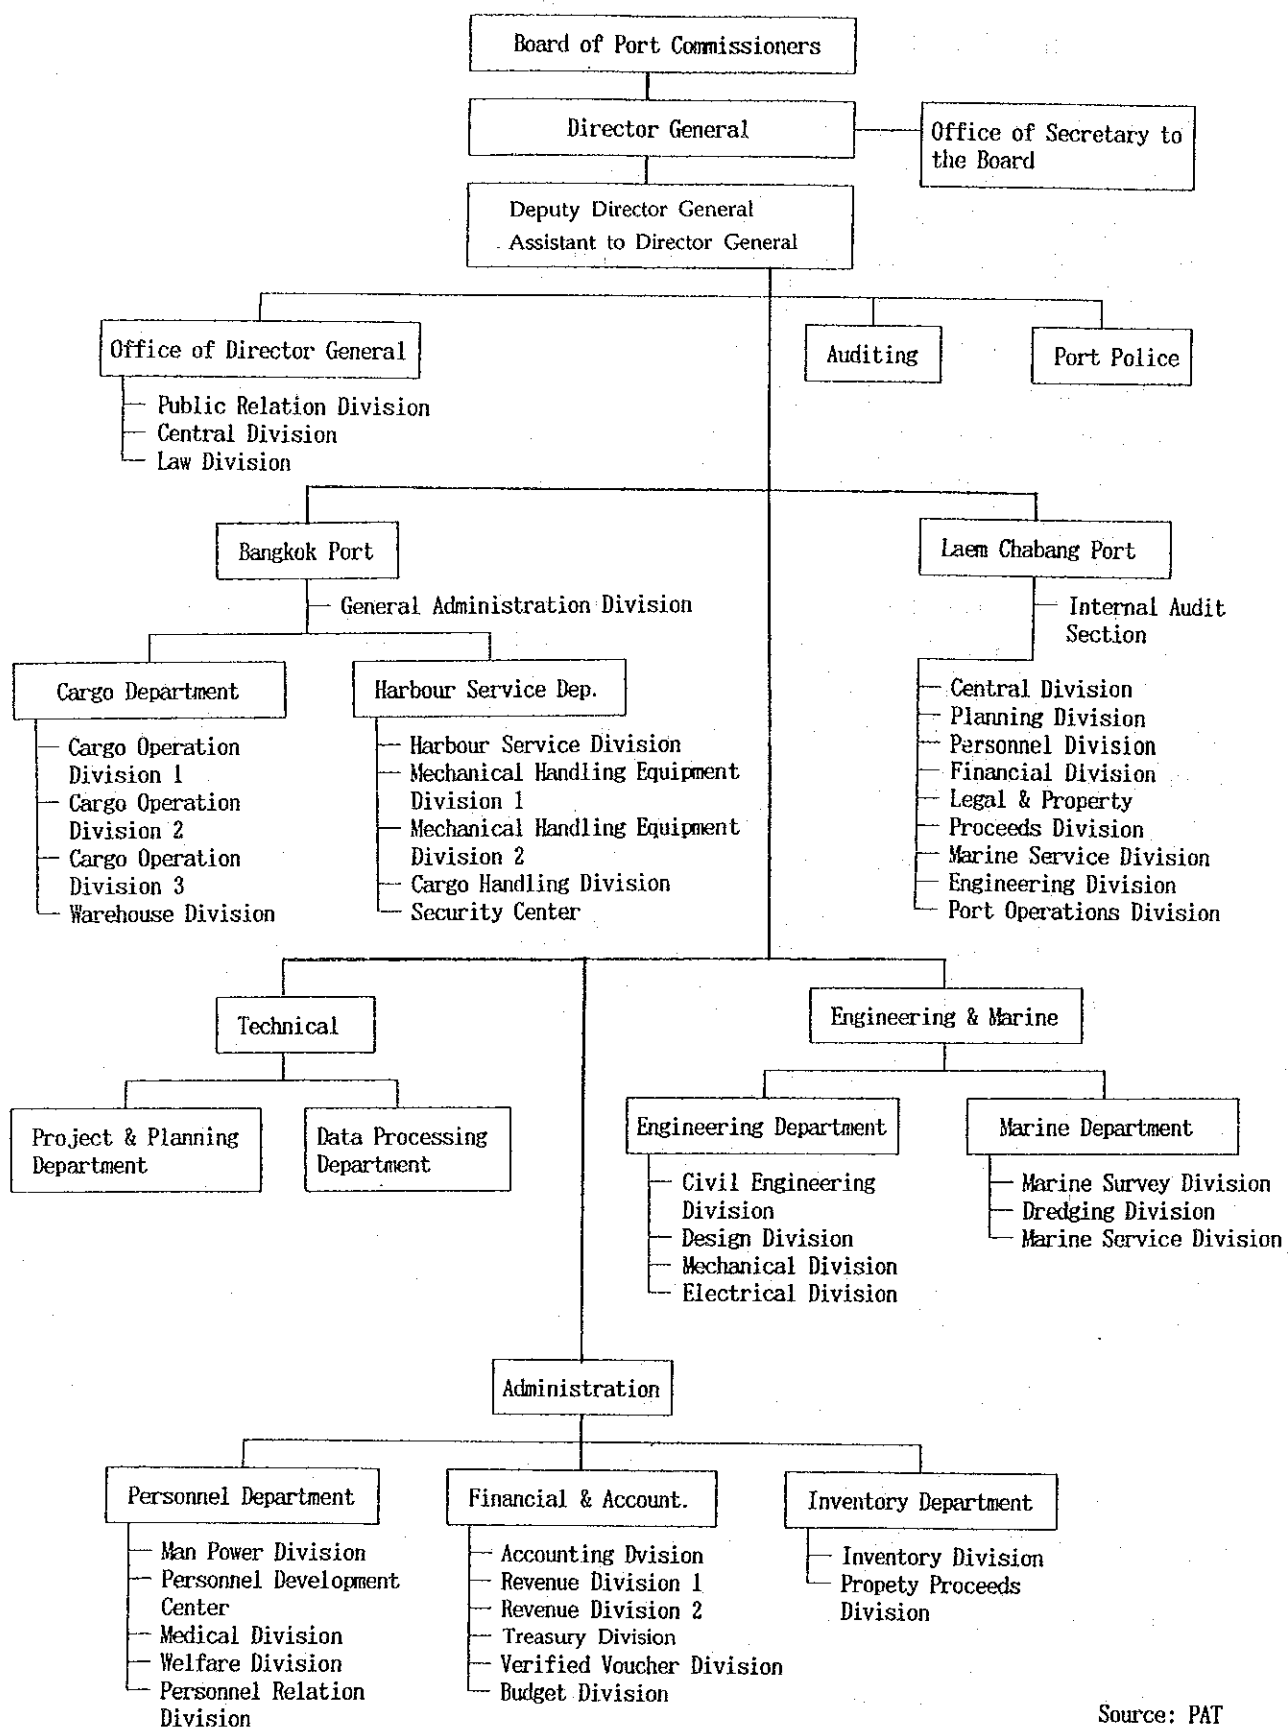 Board of Port Commissioners
Director General
Office of Secretary to
the Board
Deputy Director General
Assistant to Director General
Office of Director General
Auditing
Port Police
Public Relation Division
Central Division
Law Division
Bangkok Port
Laem Chabang Port
General Administration Division
Internal Audit
Section
Cargo Department
Cargo Operation
Division 1
Cargo Operation
Division 2
Cargo Operation
Division 3
Warehouse Division
Harbour Service Dep.
Harbour Service Division
Mechanical Handling Equipment
Division 1
Mechanical Handling Equipment
Division 2
Cargo Handling Division
Security Center
Central Division
Planning Division
Personnel Division
Financial Division
Legal & Property
Proceeds Division
Marine Service Division
Engineering Division
Port Operations Division
Technical
Engineering & Marine
Project & Planning
Department
Data Processing
Department
Engineering Department
Civil Engineering
Division
Design Division
Mechanical Division
Electrical Division
Marine Department
Marine Survey Division
Dredging Division
Marine Service Division
Administration
Personnel Department
Man Power Division
Personnel Development
Center
Medical Division
Welfare Division
Personnel Relation
Division
Financial & Account.
Accounting Dvision
Revenue Division 1
Revenue Division 2
Treasury Division
Verified Voucher Division
Budget Division
Inventory Department
Inventory Division
Propety Proceeds
Division
Source: PAT